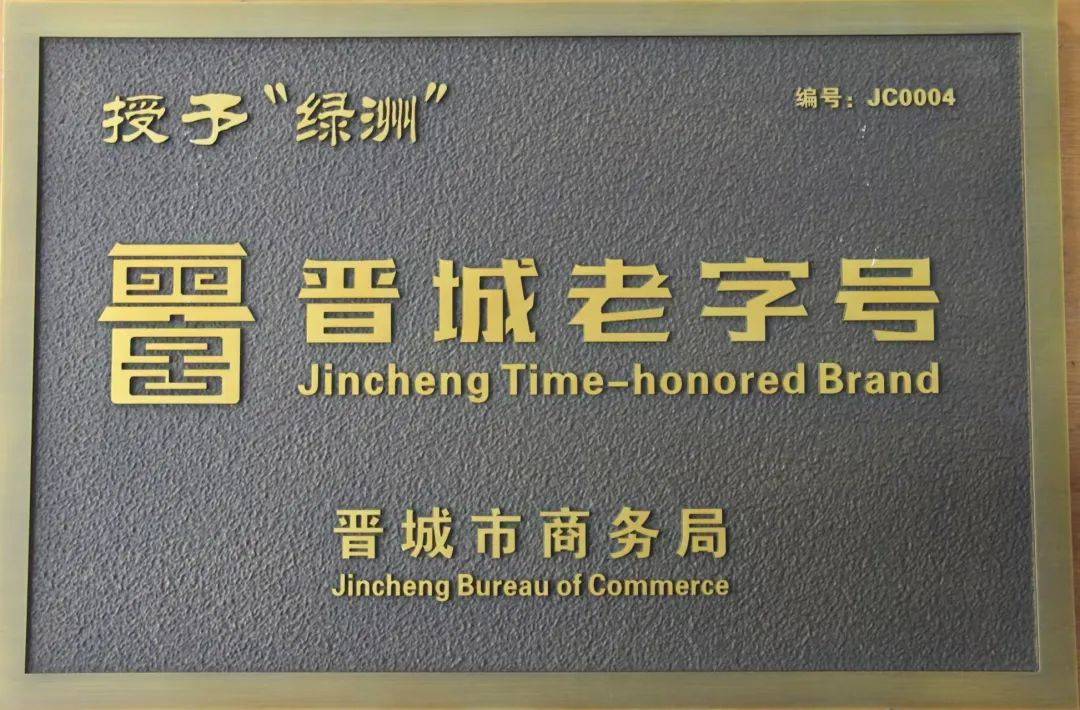 授予“绿洲”
编号：JC0004
晋城老字号
Jincheng Time-honored Brand
晋城市商务局
Jincheng Bureau of Commerce